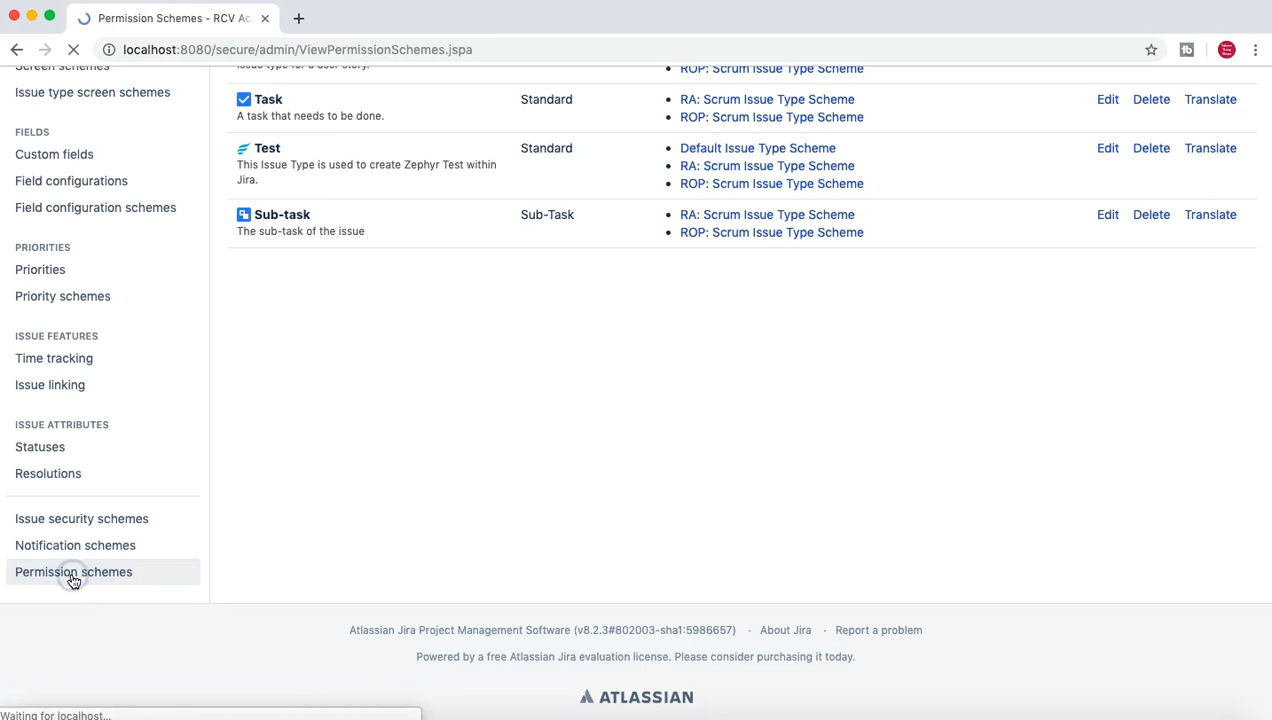 Permission Schemes - RCV Ac
localhost:8080/secure/admin/ViewPermissionSchemes.jspa
Screen schemes
Issue type screen schemes
FIELDS
Custom fields
Field configurations
Field configuration schemes
PRIORITIES
Priorities
Priority schemes
ISSUE FEATURES
Time tracking
Issue linking
ISSUE ATTRIBUTES
Statuses
Resolutions
Issue security schemes
Notification schemes
Permission schemes
Issue type for a user story.
ROP: Scrum Issue Type Scheme
Task
A task that needs to be done.
Standard
RA: Scrum Issue Type Scheme
ROP: Scrum Issue Type Scheme
Edit Delete Translate
Test
This Issue Type is used to create Zephyr Test within
Jira.
Standard
Default Issue Type Scheme
RA: Scrum Issue Type Scheme
ROP: Scrum Issue Type Scheme
Edit Delete Translate
Sub-task
The sub-task of the issue
Sub-Task
RA: Scrum Issue Type Scheme
ROP: Scrum Issue Type Scheme
Edit Delete Translate
Atlassian Jira Project Management Software (v8.2.3#802003-sha1:5986657) · About Jira · Report a problem
Powered by a free Atlassian Jira evaluation license. Please consider purchasing it today.
ATLASSIAN
Waiting for localhost...